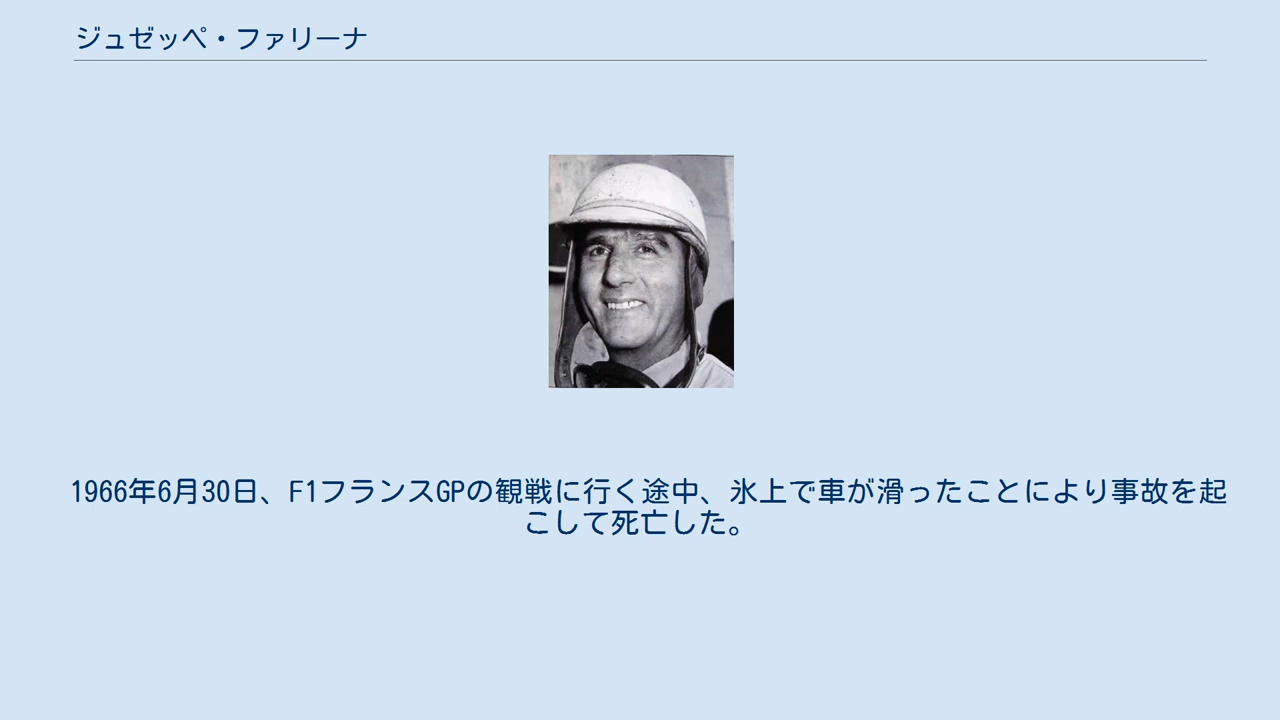 ジュゼッペ・ファリーナ
1966年6月30日、F1フランスGPの観戦に行く途中、氷上で車が滑ったことにより事故を起
こして死亡した。